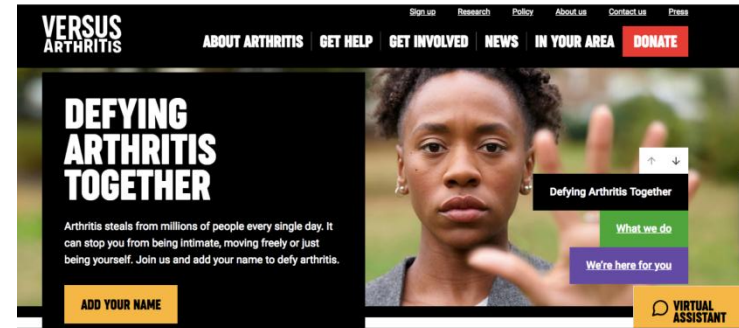 Sign up Research Policy About us Contact us Press
VERSUS
ARTHRITIS
ABOUT ARTHRITIS GET HELP GET INVOLVED NEWS IN YOUR AREA DONATE
DEFYING
ARTHRITIS
TOGETHER
Arthritis steals from millions of people every single day. It
can stop you from being intimate, moving freely or just
being yourself. Join us and add your name to defy arthritis.
ADD YOUR NAME
Defying Arthritis Together
What we do
We're here for you
VIRTUAL
ASSISTANT